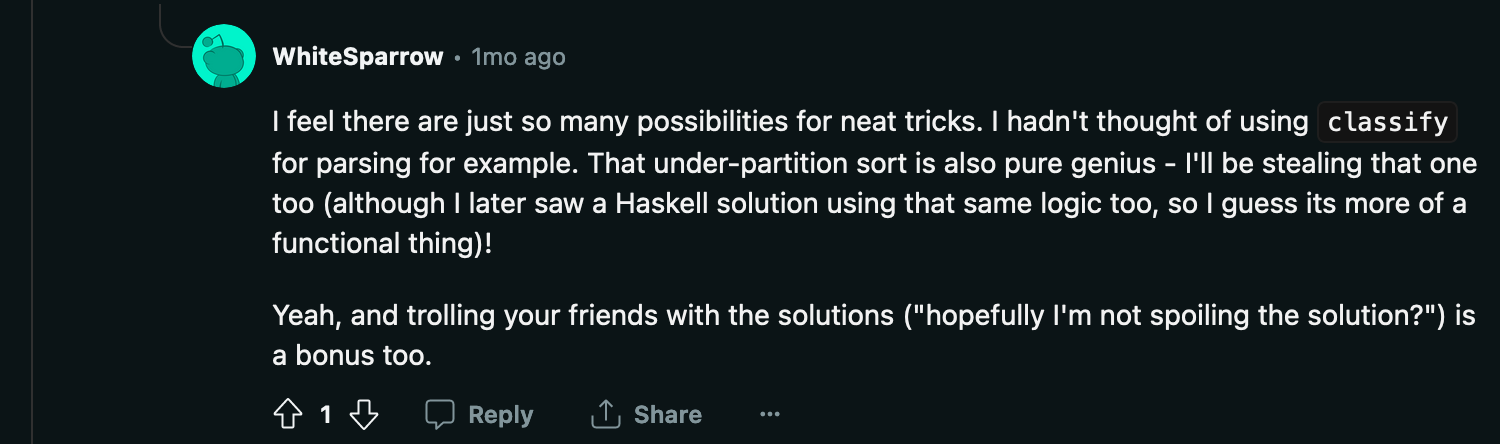 WhiteSparrow • 1mo ago
I feel there are just so many possibilities for neat tricks. I hadn't thought of using classify
for parsing for example. That under-partition sort is also pure genius - I'll be stealing that one
too (although I later saw a Haskell solution using that same logic too, so I guess its more of a
functional thing)!
Yeah, and trolling your friends with the solutions ("hopefully I'm not spoiling the solution?") is
a bonus too.
1 Reply Share ...